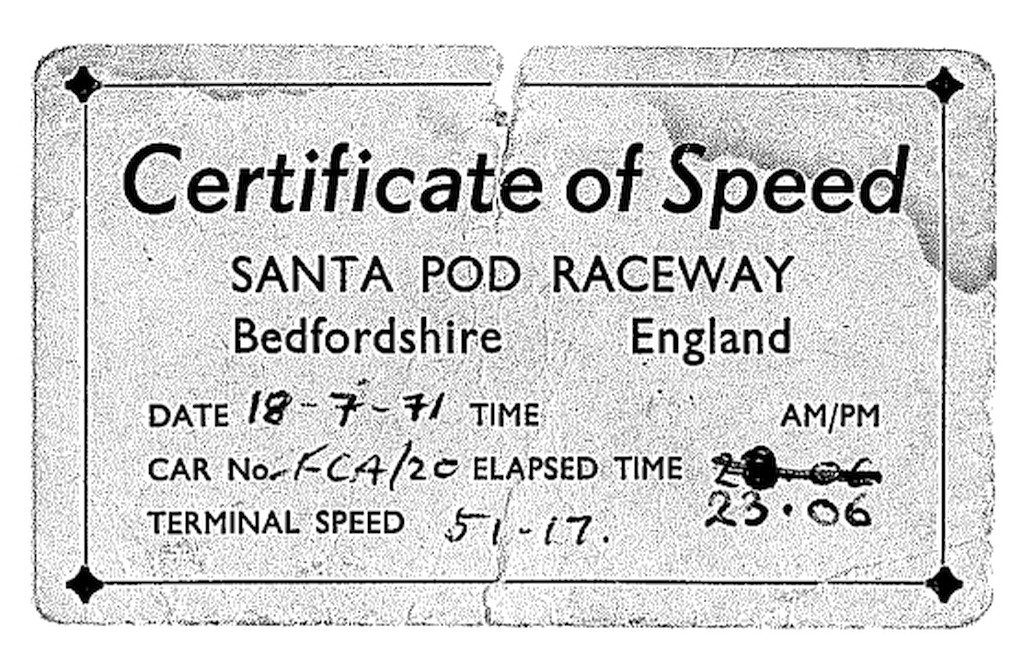 Certificate of Speed
SANTA POD RACEWAY
Bedfordshire England
DATE 18-7-71 TIME AM/PM
CAR No. FCA/20 ELAPSED TIME
23.06
TERMINAL SPEED 51-17.